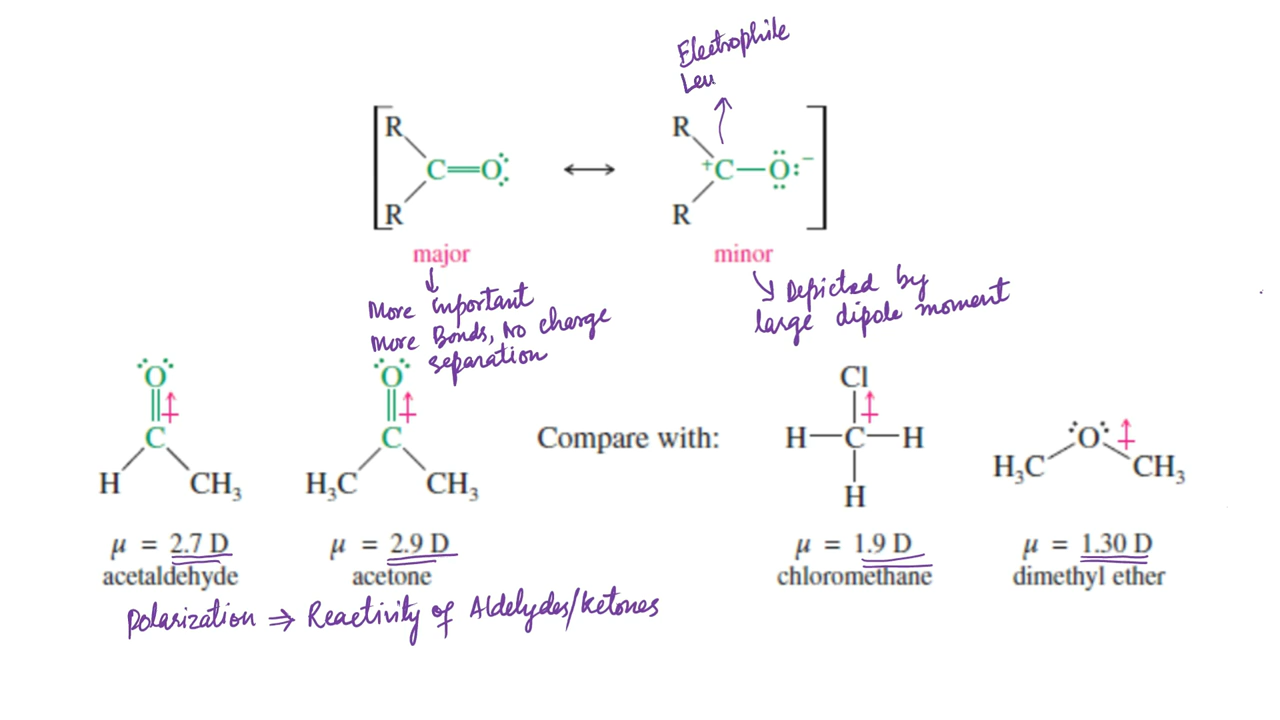 Electrophile
Leu
R
R
C=O
R
R
+C—O:−
major
minor
More important
More Bonds, No charge
separation
Depicted by
large dipole moment
O
C
H
CH3
O
C
H3C
CH3
Compare with:
Cl
H—C—H
H
O
H3C
CH3
μ = 2.7 D
acetaldehyde
μ = 2.9 D
acetone
μ = 1.9 D
chloromethane
μ = 1.30 D
dimethyl ether
Polarization ⇒ Reactivity of Aldelydes/Ketones